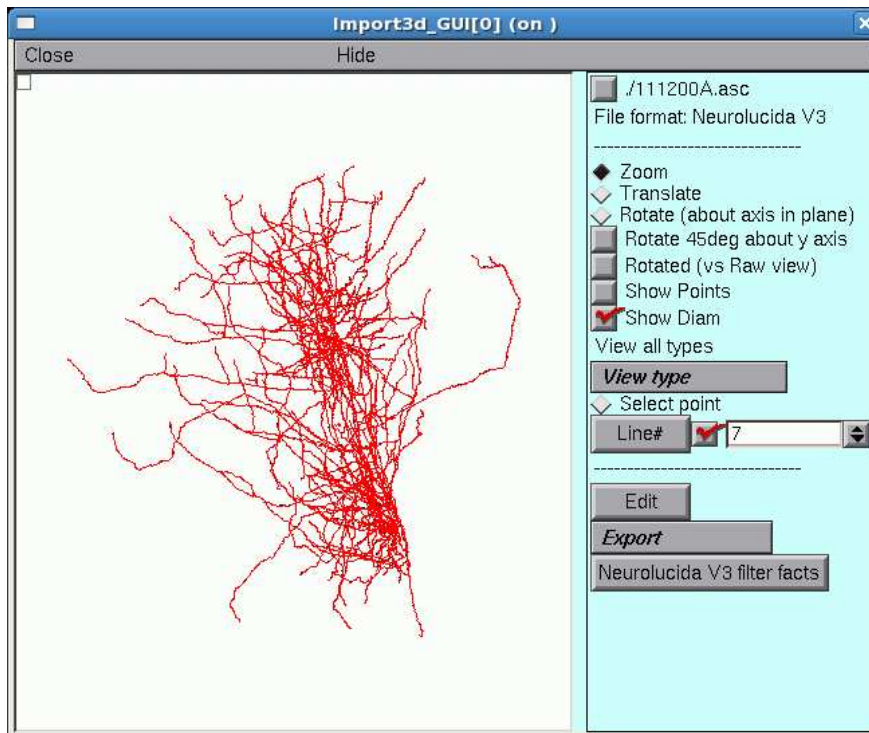 Import3d_GUI[0] (on )
Close Hide
./111200A.asc
File format: Neurolucida V3
-------------------------------
Zoom
Translate
Rotate (about axis in plane)
Rotate 45deg about y axis
Rotated (vs Raw view)
Show Points
Show Diam
View all types
View type
Select point
Line# 7
-------------------------------
Edit
Export
Neurolucida V3 filter facts